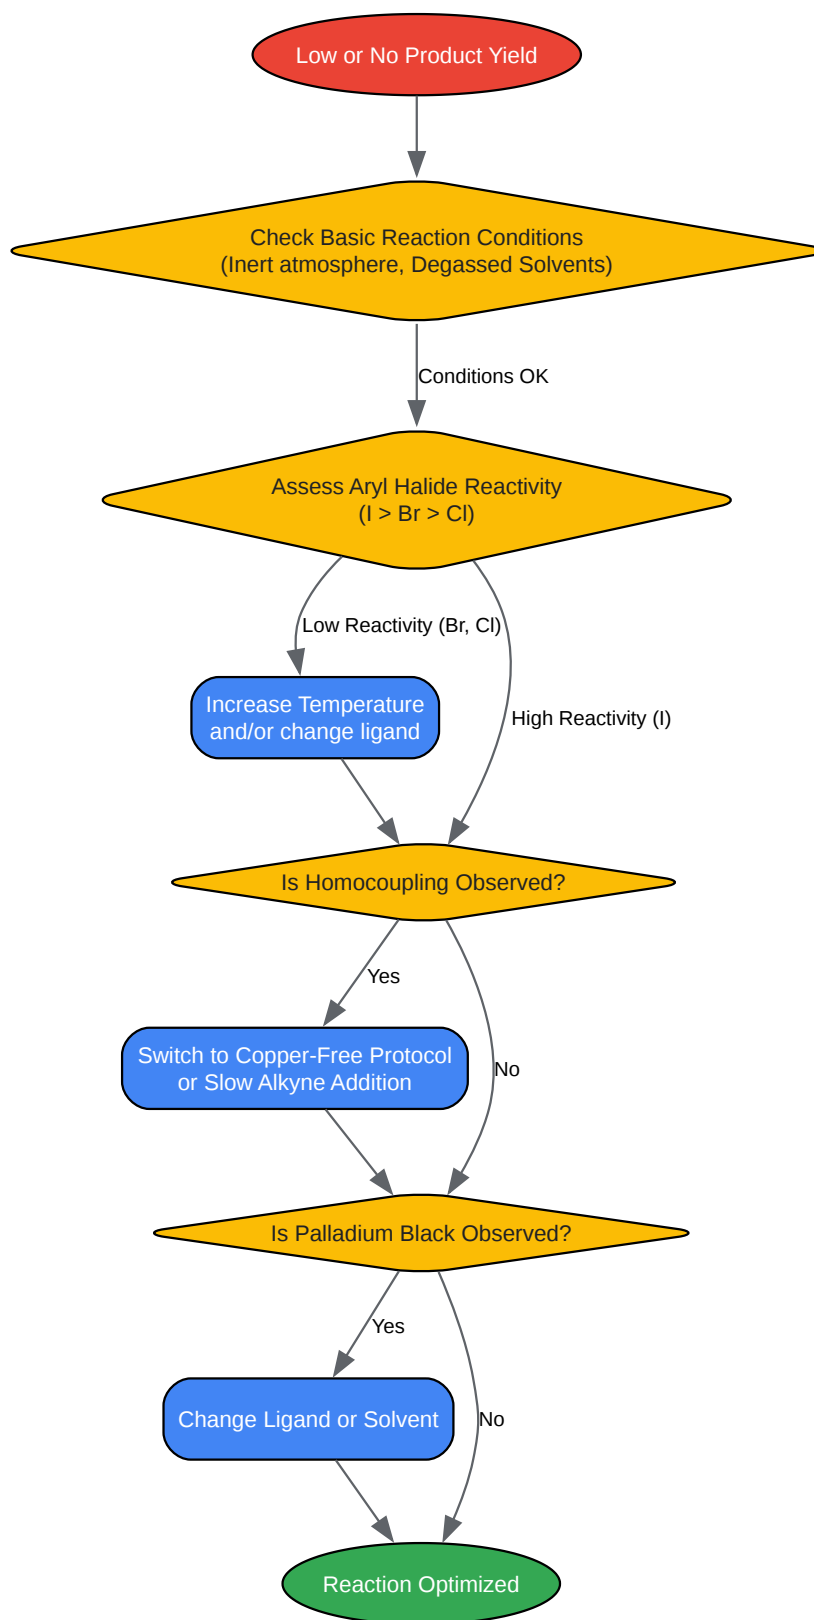 Low or No Product Yield
Check Basic Reaction Conditions
(Inert atmosphere, Degassed Solvents)
Conditions OK
Assess Aryl Halide Reactivity
(I > Br > Cl)
Low Reactivity (Br, Cl)
Increase Temperature
and/or change ligand
High Reactivity (I)
Is Homocoupling Observed?
Yes
Switch to Copper-Free Protocol
or Slow Alkyne Addition
No
Is Palladium Black Observed?
Yes
Change Ligand or Solvent
No
Reaction Optimized